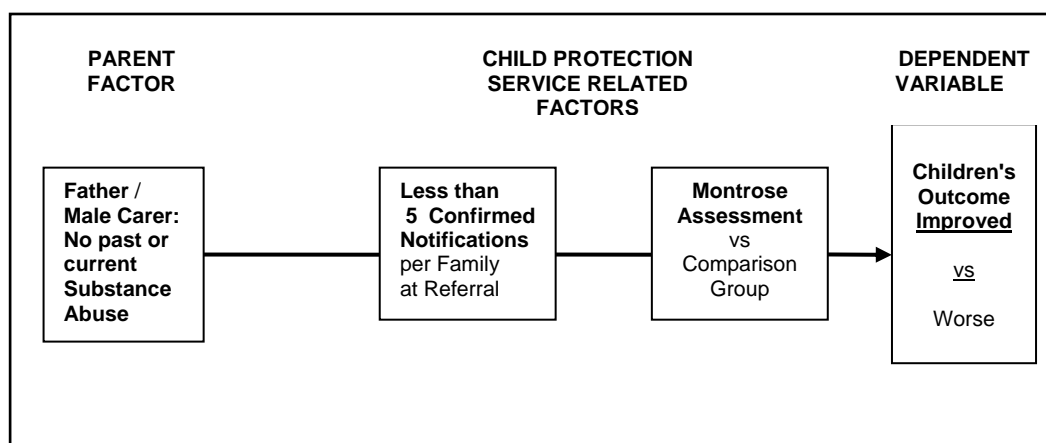 PARENT
FACTOR
CHILD PROTECTION
SERVICE RELATED
FACTORS
DEPENDENT
VARIABLE
Father /
Male Carer:
No past or
current
Substance
Abuse
Less than
5 Confirmed
Notifications
per Family
at Referral
Montrose
Assessment
vs
Comparison
Group
Children's
Outcome
Improved
vs
Worse